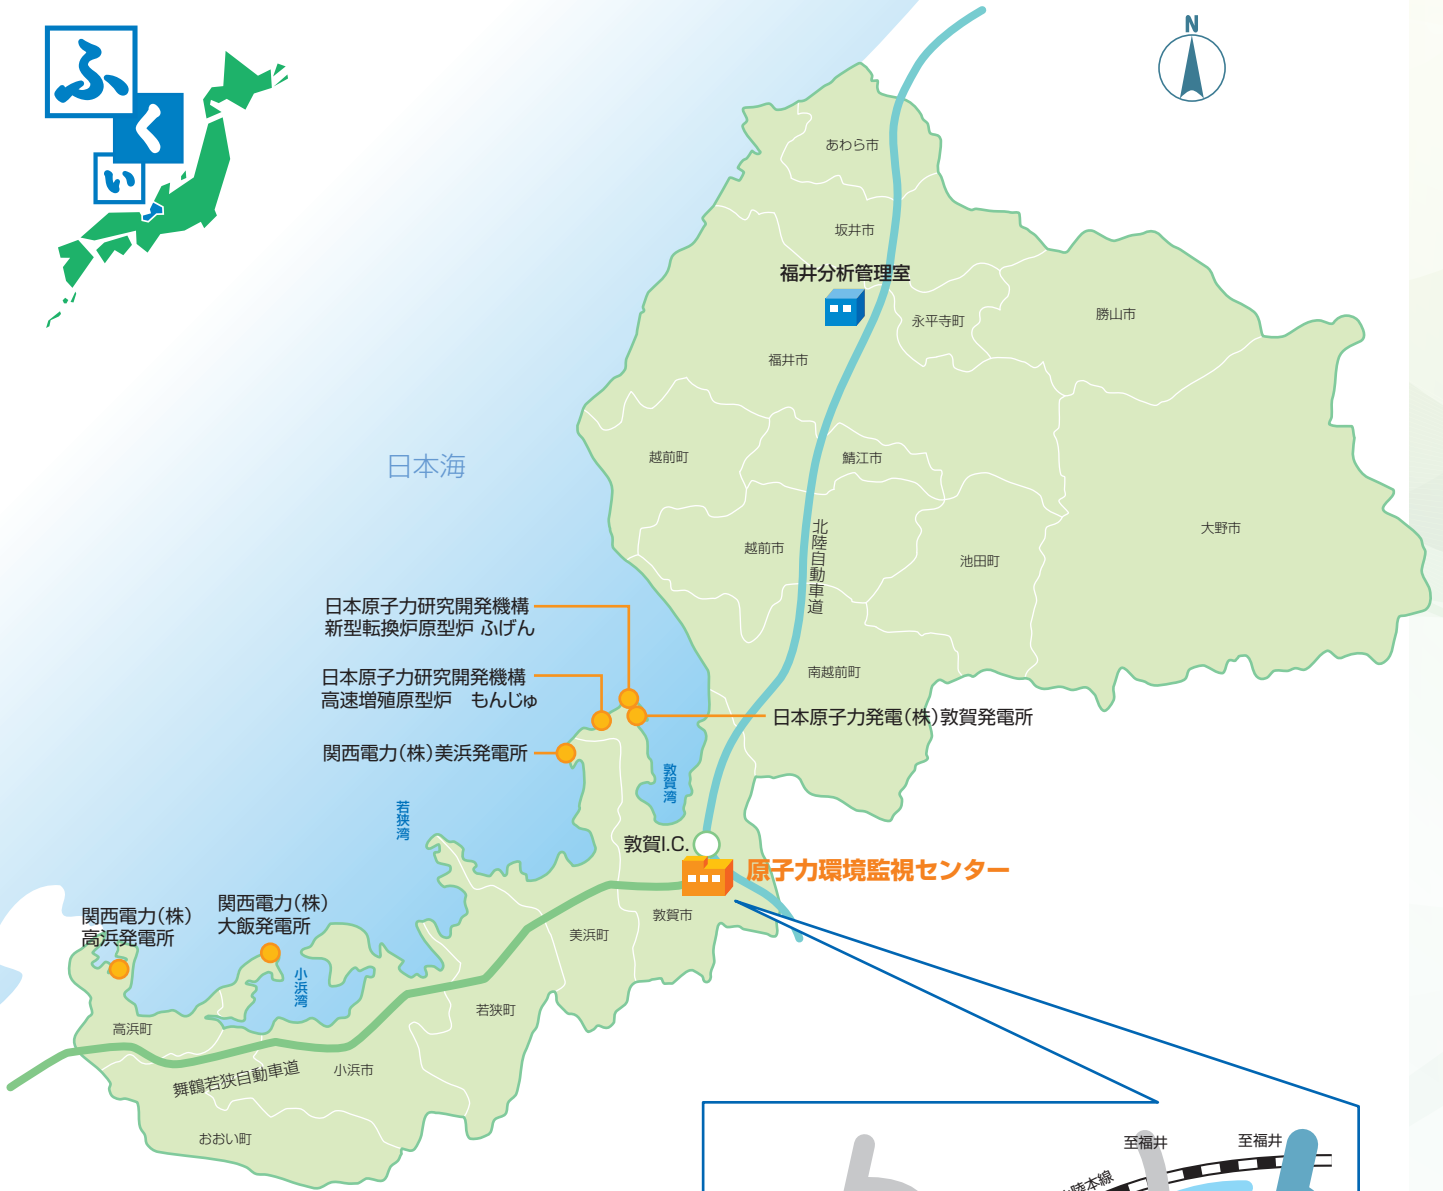 ふ
く
い
N
あわら市
坂井市
福井分析管理室
永平寺町
勝山市
福井市
日本海
越前町
鯖江市
大野市
越前市
北陸自動車道
池田町
日本原子力研究開発機構
新型転換炉原型炉 ふげん
日本原子力研究開発機構
高速増殖原型炉 もんじゅ
南越前町
日本原子力発電(株)敦賀発電所
関西電力(株)美浜発電所
敦賀湾
若狭湾
敦賀I.C.
原子力環境監視センター
関西電力(株)
高浜発電所
関西電力(株)
大飯発電所
敦賀市
美浜町
小浜湾
若狭町
高浜町
舞鶴若狭自動車道
小浜市
おおい町
至福井
至福井
陸本線